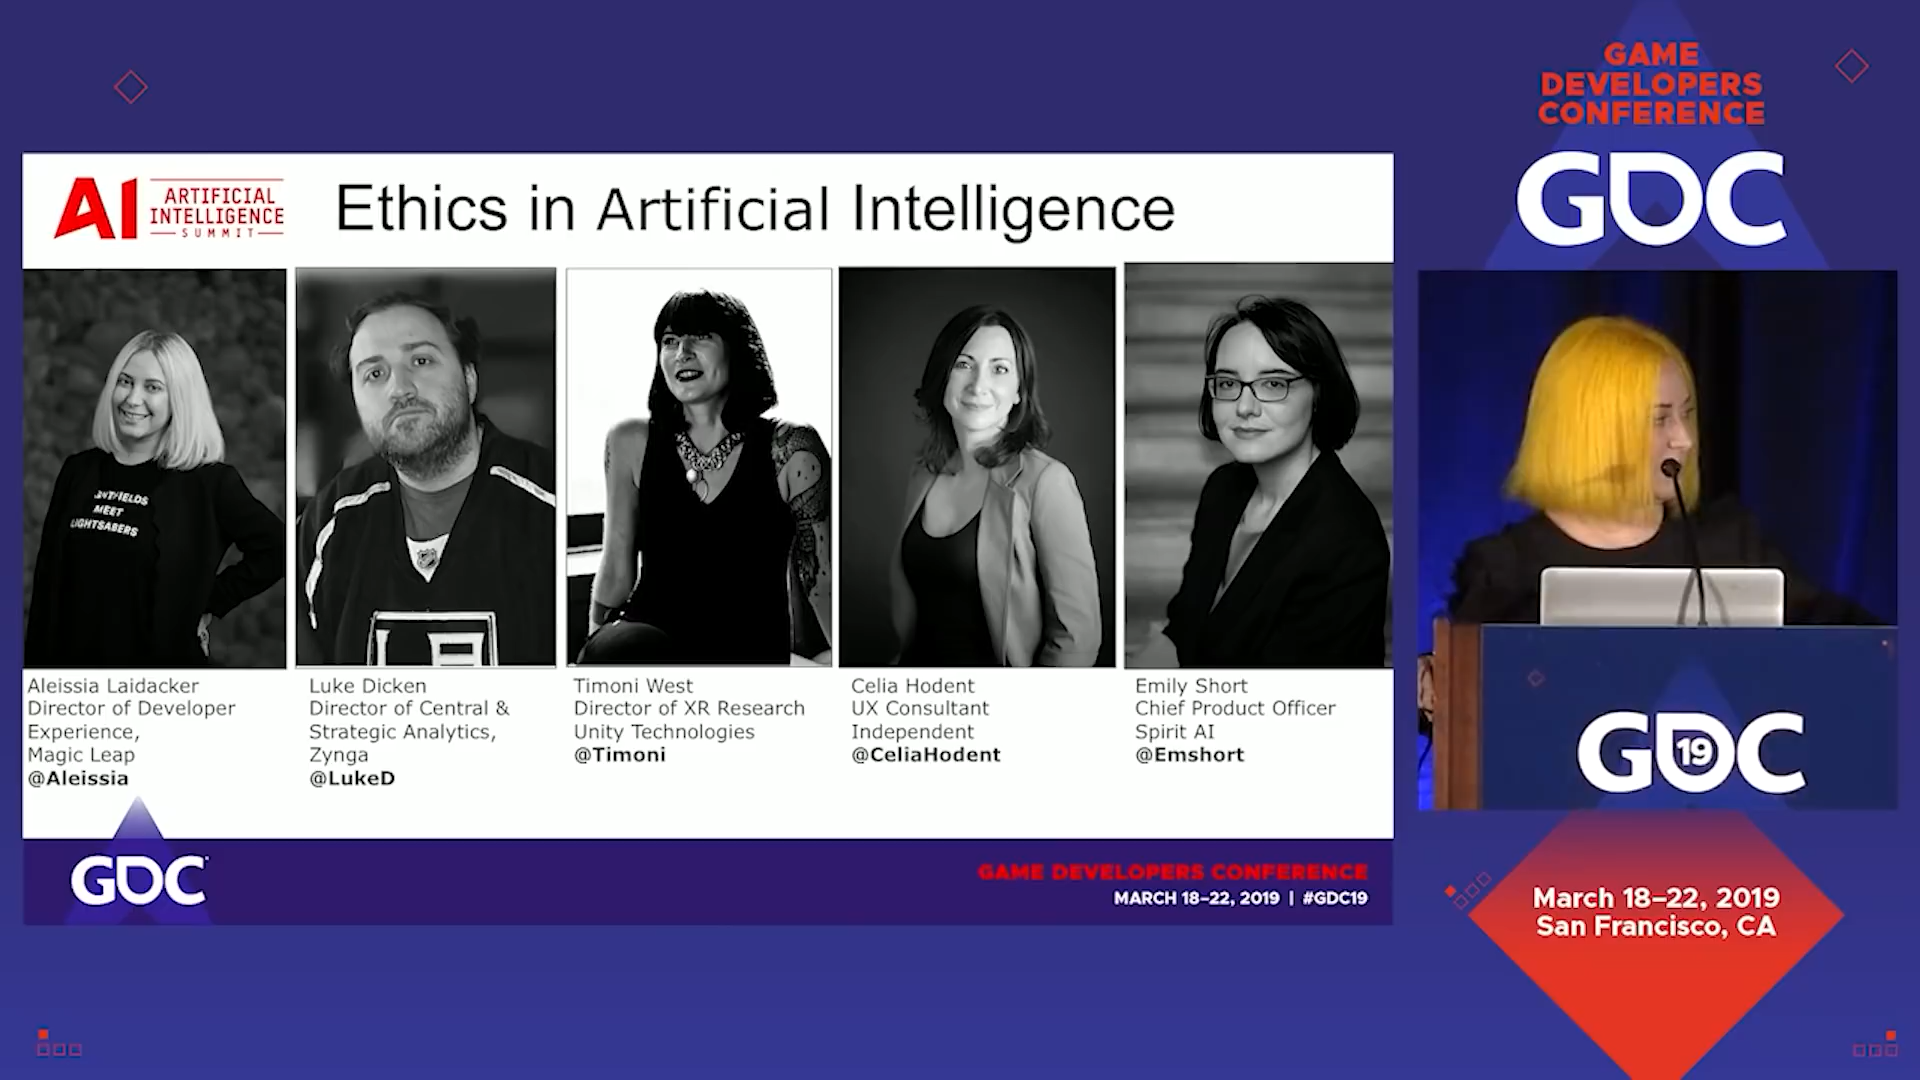 GAME
DEVELOPERS
CONFERENCE
GDC
AI
ARTIFICIAL
INTELLIGENCE
SUMMIT
Ethics in Artificial Intelligence
MEET
LIGHTSABERS
Aleissia Laidacker
Director of Developer
Experience,
Magic Leap
@Aleissia
Luke Dicken
Director of Central &
Strategic Analytics,
Zynga
@LukeD
Timoni West
Director of XR Research
Unity Technologies
@Timoni
Celia Hodent
UX Consultant
Independent
@CeliaHodent
Emily Short
Chief Product Officer
Spirit AI
@Emshort
GDC
GAME DEVELOPERS CONFERENCE
MARCH 18–22, 2019 | #GDC19
GDC
19
March 18–22, 2019
San Francisco, CA